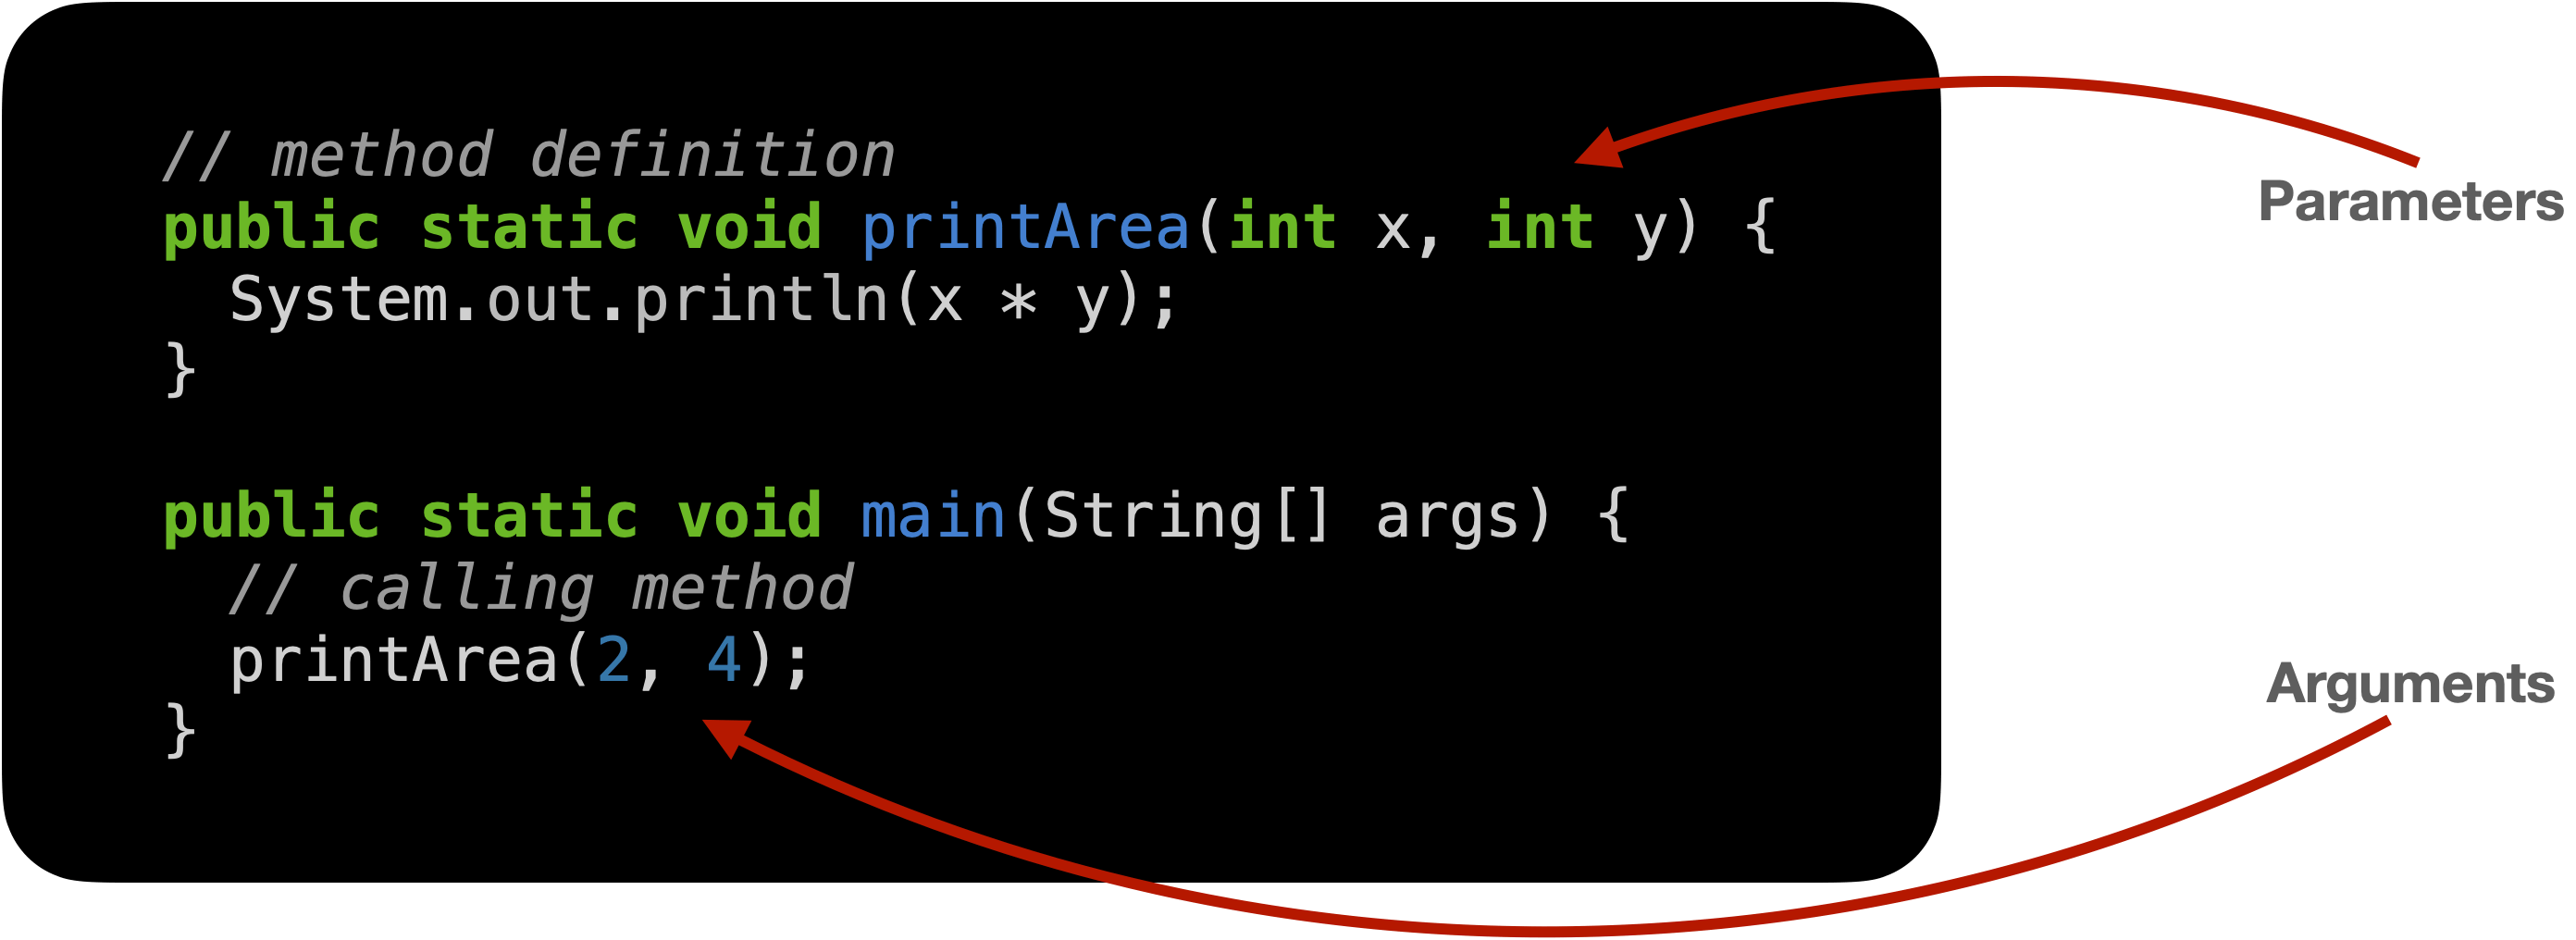 // method definition
public static void printArea(int x, int y) {
System.out.println(x * y);
}
public static void main(String[] args) {
// calling method
printArea(2, 4);
}
Parameters
Arguments